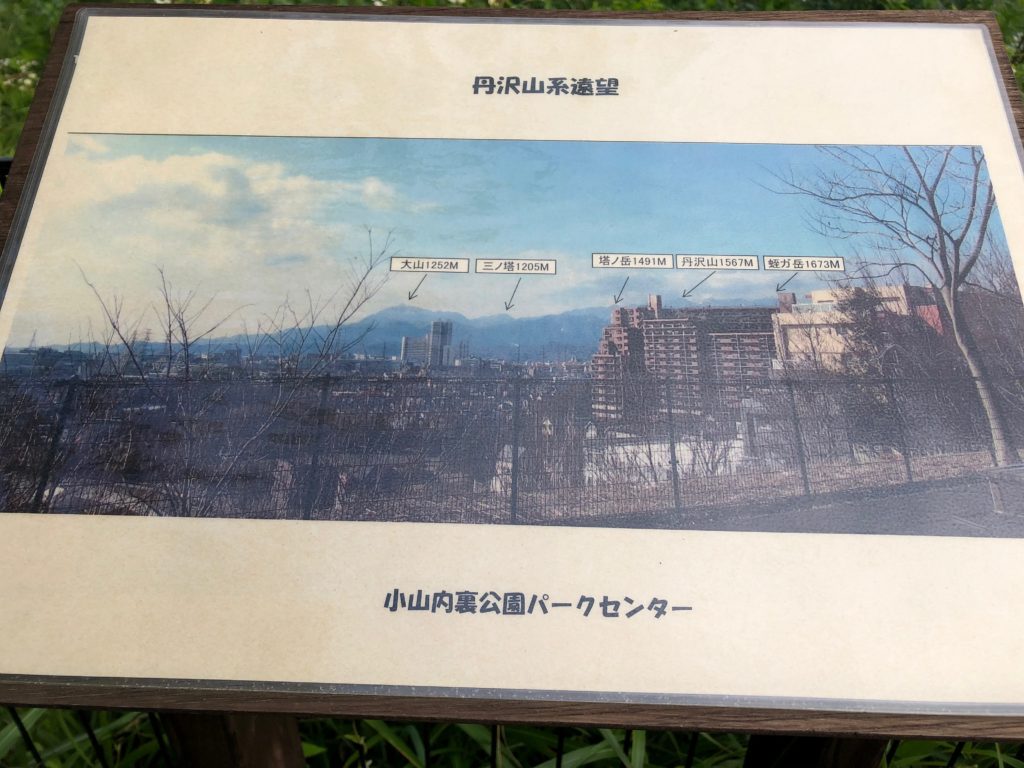 丹沢山系遠望
大山1252M
三ノ塔1205M
塔ノ岳1491M
丹沢山1567M
蛭ガ岳1673M
小山内裏公園パークセンター